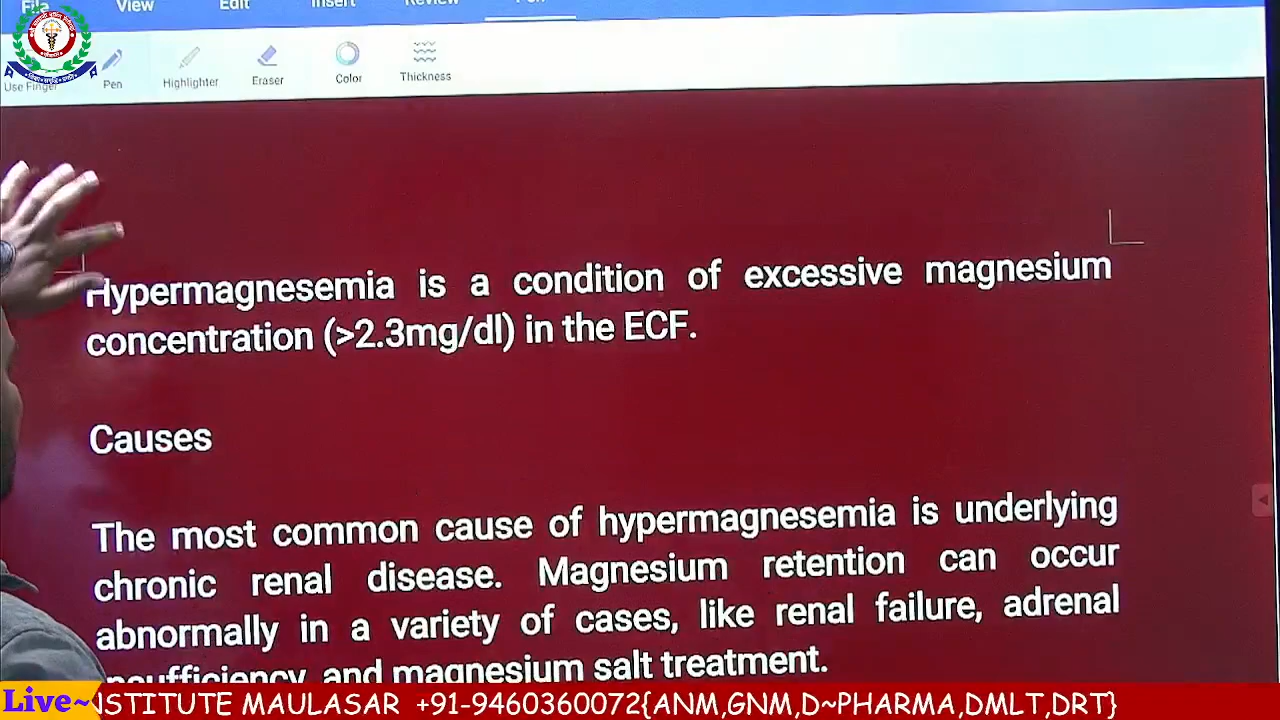 File View Edit Insert Review Pen
Use Finger Pen Highlighter Eraser Color Thickness
Hypermagnesemia is a condition of excessive magnesium
concentration (>2.3mg/dl) in the ECF.
Causes
The most common cause of hypermagnesemia is underlying
chronic renal disease. Magnesium retention can occur
abnormally in a variety of cases, like renal failure, adrenal
insufficiency, and magnesium salt treatment.
Live~ NSTITUTE MAULASAR +91-9460360072{ANM,GNM,D~PHARMA,DMLT,DRT}